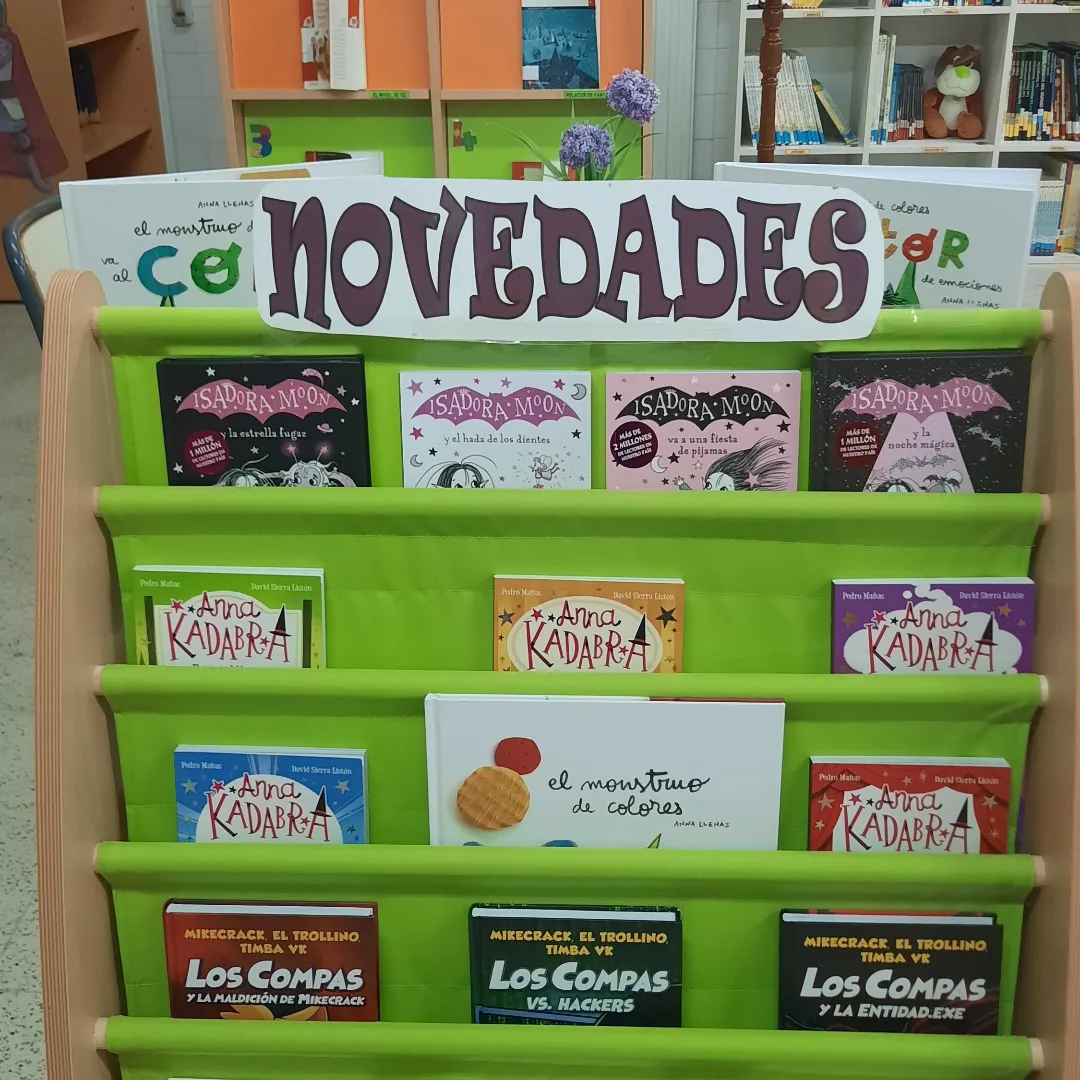 ANNA LLENAS
el monstruo d
va
al
CO
NOVEDADES
de colores
de emociones
ANNA LLENAS
ISADORA MOON
y la estrella fugaz
MÁS DE
1 MILLÓN
DE LECTORES EN
NUESTRO PAÍS
ISADORA MOON
y el hada de los dientes
ISADORA MOON
va a una fiesta
de pijamas
MÁS DE
2 MILLONES
DE LECTORES EN
NUESTRO PAÍS
ISADORA MOON
y la
noche mágica
MÁS DE
1 MILLÓN
DE LECTORES EN
NUESTRO PAÍS
Pedro Mañas David Sierra Listón
Anna
KADABRA
Pedro Mañas David Sierra Listón
Anna
KADABRA
Pedro Mañas David Sierra Listón
Anna
KADABRA
Pedro Mañas David Sierra Listón
Anna
KADABRA
el monstruo
de colores
ANNA LLENAS
Pedro Mañas David Sierra Listón
Anna
KADABRA
MIKECRACK, EL TROLLINO,
TIMBA VK
LOS COMPAS
Y LA MALDICIÓN DE MIKECRACK
MIKECRACK, EL TROLLINO,
TIMBA VK
LOS COMPAS
VS. HACKERS
MIKECRACK, EL TROLLINO,
TIMBA VK
LOS COMPAS
Y LA ENTIDAD.EXE